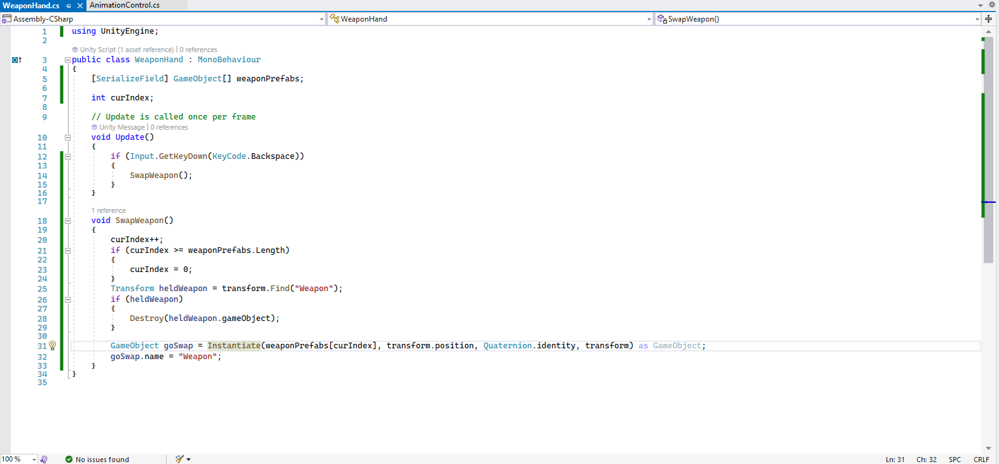 WeaponHand.cs AnimationControl.cs
Assembly-CSharp WeaponHand SwapWeapon()
1 using UnityEngine;
2
Unity Script (1 asset reference) | 0 references
3 public class WeaponHand : MonoBehaviour
4 {
5 [SerializeField] GameObject[] weaponPrefabs;
6
7 int curIndex;
8
9 // Update is called once per frame
Unity Message | 0 references
10 void Update()
11 {
12 if (Input.GetKeyDown(KeyCode.Backspace))
13 {
14 SwapWeapon();
15 }
16 }
17
1 reference
18 void SwapWeapon()
19 {
20 curIndex++;
21 if (curIndex >= weaponPrefabs.Length)
22 {
23 curIndex = 0;
24 }
25 Transform heldWeapon = transform.Find("Weapon");
26 if (heldWeapon)
27 {
28 Destroy(heldWeapon.gameObject);
29 }
30
31 GameObject goSwap = Instantiate(weaponPrefabs[curIndex], transform.position, Quaternion.identity, transform) as GameObject;
32 goSwap.name = "Weapon";
33 }
34 }
35
100 % No issues found Ln: 31 Ch: 32 SPC CRLF